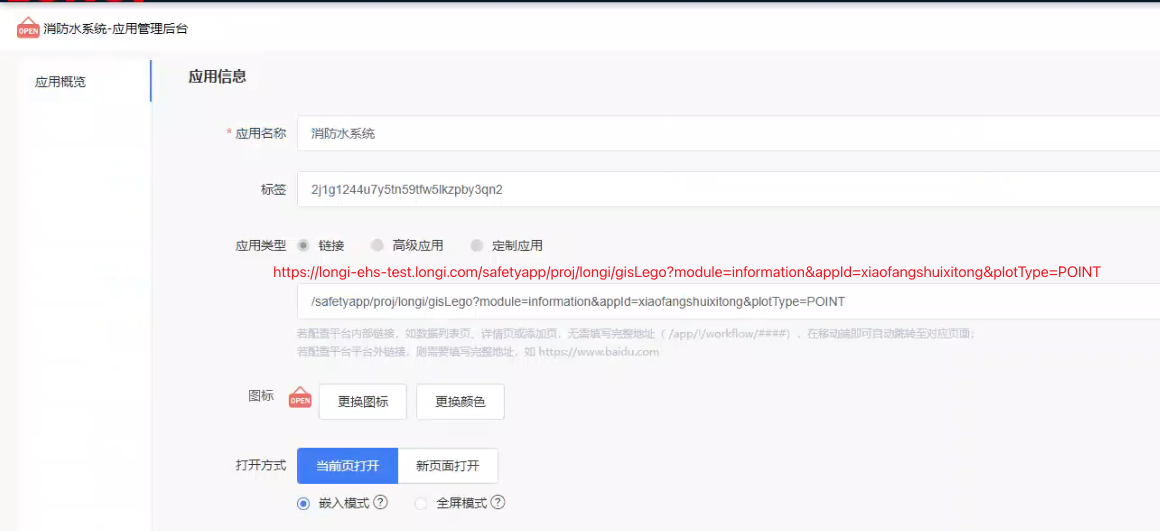 OPEN 消防水系统-应用管理后台
应用概览
应用信息
* 应用名称 消防水系统
标签 2j1g1244u7y5tn59tfw5lkzpby3qn2
应用类型 链接 高级应用 定制应用
https://longi-ehs-test.longi.com/safetyapp/proj/longi/gisLego?module=information&appId=xiaofangshuixitong&plotType=POINT
/safetyapp/proj/longi/gisLego?module=information&appId=xiaofangshuixitong&plotType=POINT
若配置平台内部链接，如数据列表页、详情页或添加页，无需填写完整地址（ /app/!/workflow/####），在移动端即可自动跳转至对应页面；
若配置平台平台外链接，则需要填写完整地址，如 https://www.baidu.com
图标 OPEN 更换图标 更换颜色
打开方式 当前页打开 新页面打开
嵌入模式 ? 全屏模式 ?